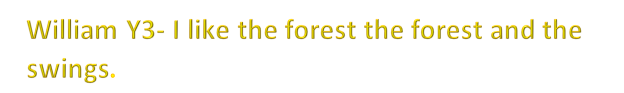 William Y3- I like the forest the forest and the
swings.